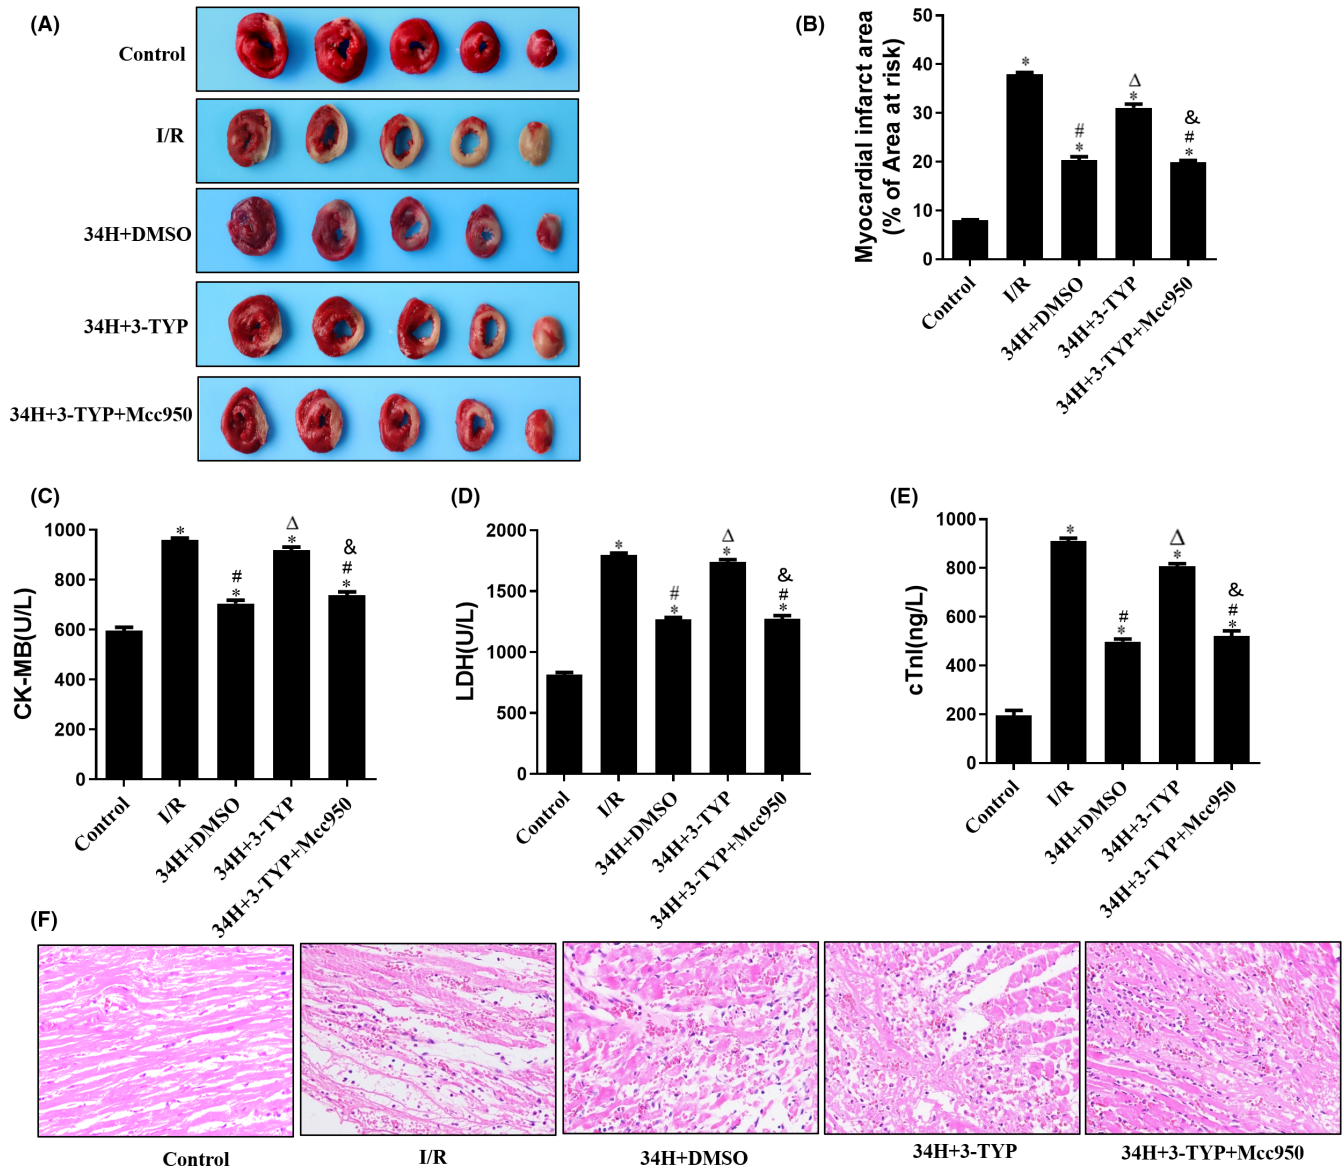 (A)
Control
I/R
34H+DMSO
34H+3-TYP
34H+3-TYP+Mcc950
(B)
Myocardial infarct area
(% of Area at risk)
50
40
30
20
10
0
*
#
*
Δ
*
&
#
*
Control
I/R
34H+DMSO
34H+3-TYP
34H+3-TYP+Mcc950
(C)
CK-MB(U/L)
1000
800
600
400
200
0
*
#
*
Δ
*
&
#
*
Control
I/R
34H+DMSO
34H+3-TYP
34H+3-TYP+Mcc950
(D)
LDH(U/L)
2000
1500
1000
500
0
*
#
*
Δ
*
&
#
*
Control
I/R
34H+DMSO
34H+3-TYP
34H+3-TYP+Mcc950
(E)
cTnI(ng/L)
1000
800
600
400
200
0
*
#
*
Δ
*
&
#
*
Control
I/R
34H+DMSO
34H+3-TYP
34H+3-TYP+Mcc950
(F)
Control
I/R
34H+DMSO
34H+3-TYP
34H+3-TYP+Mcc950